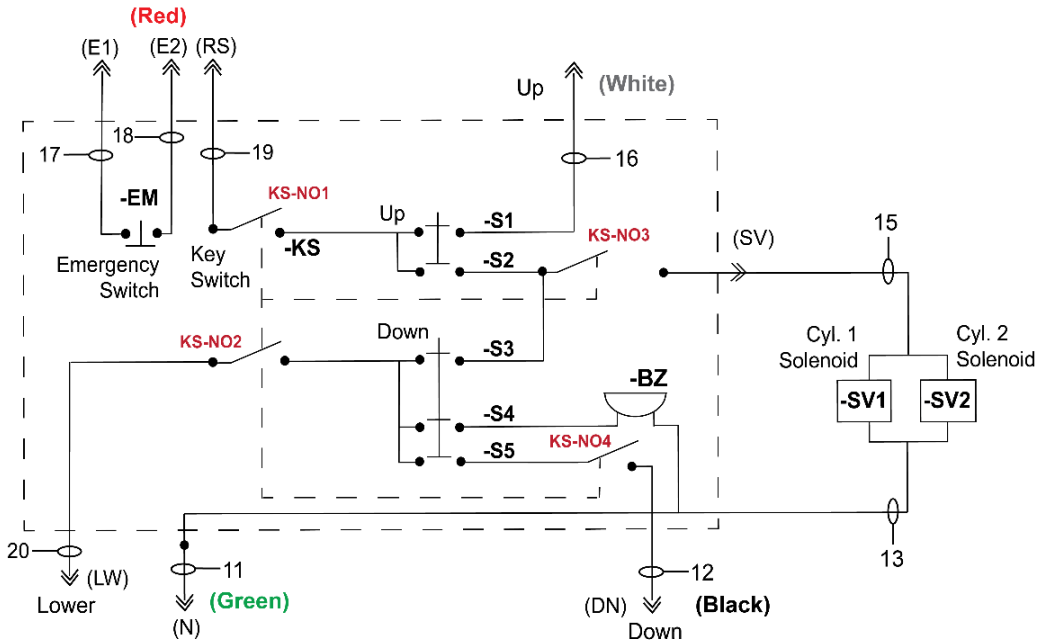 (Red)
(E1)
(E2)
(RS)
Up
(White)
17
18
19
16
-EM
KS-NO1
Up
-S1
-KS
-S2
KS-NO3
(SV)
15
Emergency
Switch
Key
Switch
KS-NO2
Down
-S3
Cyl. 1
Solenoid
Cyl. 2
Solenoid
-BZ
-SV1
-SV2
-S4
KS-NO4
-S5
20
(LW)
Lower
11
(Green)
(N)
12
(DN)
(Black)
Down
13